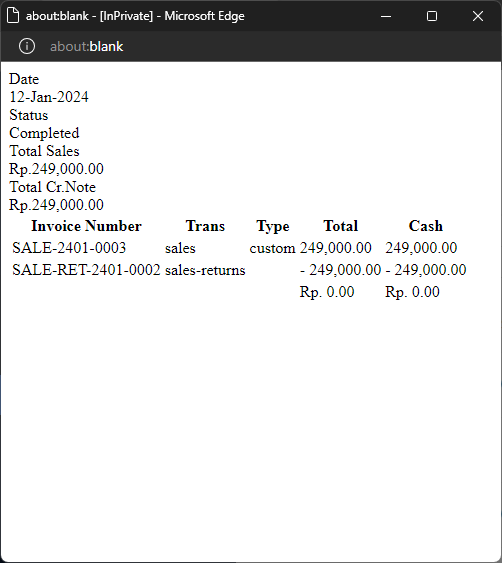 about:blank - [InPrivate] - Microsoft Edge
about:blank
Date
12-Jan-2024
Status
Completed
Total Sales
Rp.249,000.00
Total Cr.Note
Rp.249,000.00
Invoice Number Trans Type Total Cash
SALE-2401-0003 sales custom 249,000.00 249,000.00
SALE-RET-2401-0002 sales-returns - 249,000.00 - 249,000.00
Rp. 0.00 Rp. 0.00